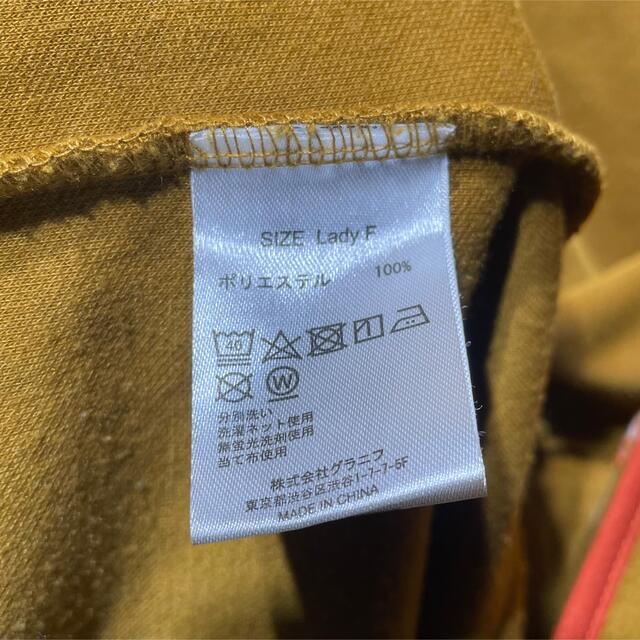 SIZE Lady F
ポリエステル 100%
40
W
分別洗い
洗濯ネット使用
無蛍光洗剤使用
当て布使用
株式会社グラニフ
東京都渋谷区渋谷1-7-7-5F
MADE IN CHINA